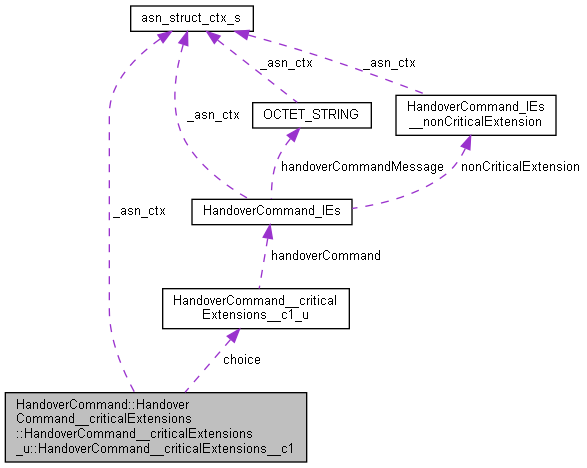 asn_struct_ctx_s
_asn_ctx
_asn_ctx
HandoverCommand_IEs
__nonCriticalExtension
OCTET_STRING
_asn_ctx
handoverCommandMessage
nonCriticalExtension
HandoverCommand_IEs
_asn_ctx
handoverCommand
HandoverCommand__critical
Extensions__c1_u
choice
HandoverCommand::Handover
Command__criticalExtensions
::HandoverCommand__criticalExtensions
_u::HandoverCommand__criticalExtensions__c1